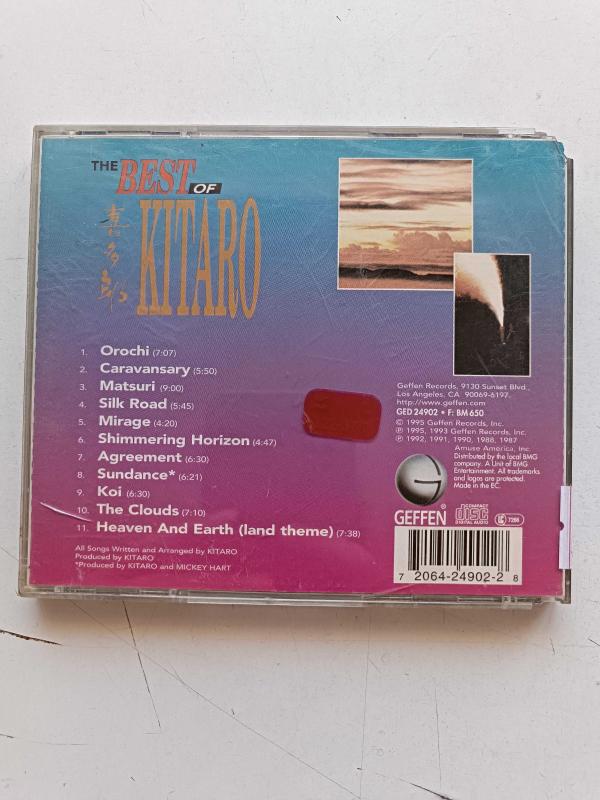 THE BEST OF
喜多郎
KITARO
1. Orochi (7:07)
2. Caravansary (5:50)
3. Matsuri (9:00)
4. Silk Road (5:45)
5. Mirage (4:20)
6. Shimmering Horizon (4:47)
7. Agreement (6:30)
8. Sundance* (6:21)
9. Koi (6:30)
10. The Clouds (7:10)
11. Heaven And Earth (land theme) (7:38)
All Songs Written and Arranged by KITARO
Produced by KITARO
*Produced by KITARO and MICKEY HART
Geffen Records, 9130 Sunset Blvd.,
Los Angeles, CA 90069-6197.
http://www.geffen.com
GED 24902 • F: BM 650
© 1995 Geffen Records, Inc.
℗ 1995, 1993 Geffen Records, Inc.
℗ 1992, 1991, 1990, 1988, 1987
Amuse America, Inc.
Distributed by the local BMG
company. A Unit of BMG
Entertainment. All trademarks
and logos are protected.
Made in the EC.
GEFFEN
COMPACT
disc
DIGITAL AUDIO
7286
7 2064-24902-2 8